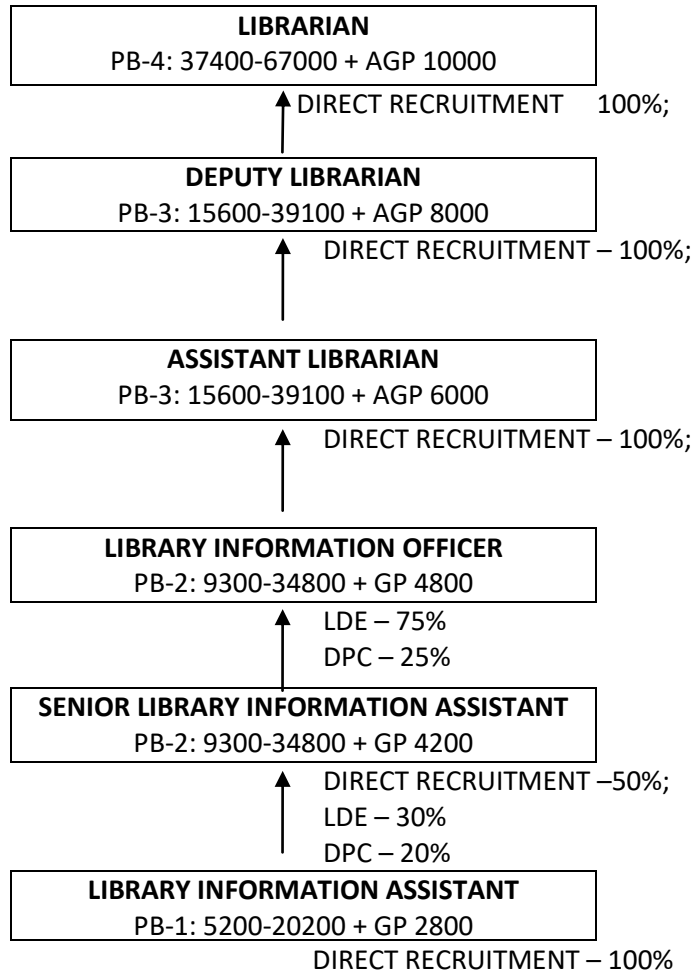 LIBRARIAN
PB-4: 37400-67000 + AGP 10000
DIRECT RECRUITMENT 100%;
DEPUTY LIBRARIAN
PB-3: 15600-39100 + AGP 8000
DIRECT RECRUITMENT – 100%;
ASSISTANT LIBRARIAN
PB-3: 15600-39100 + AGP 6000
DIRECT RECRUITMENT – 100%;
LIBRARY INFORMATION OFFICER
PB-2: 9300-34800 + GP 4800
LDE – 75%
DPC – 25%
SENIOR LIBRARY INFORMATION ASSISTANT
PB-2: 9300-34800 + GP 4200
DIRECT RECRUITMENT –50%;
LDE – 30%
DPC – 20%
LIBRARY INFORMATION ASSISTANT
PB-1: 5200-20200 + GP 2800
DIRECT RECRUITMENT – 100%